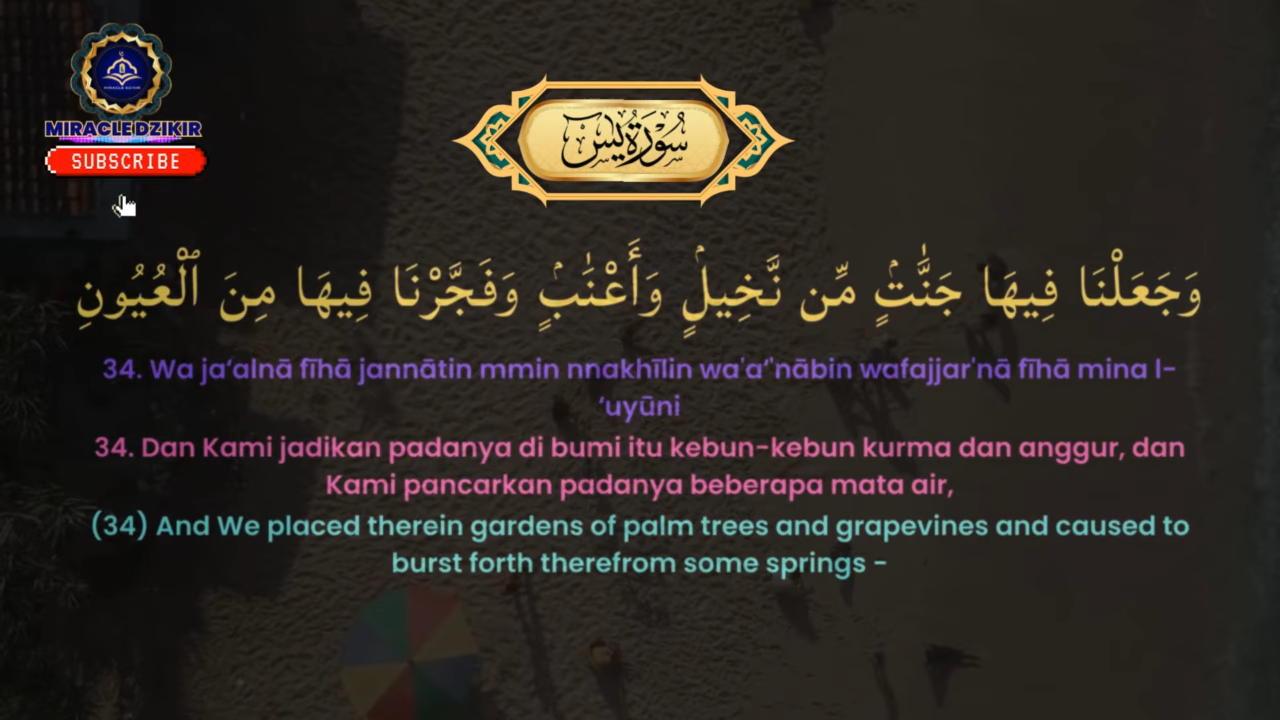 MIRACLE DZIKIR
SUBSCRIBE
سُورَةُ يسٓ
وَجَعَلْنَا فِيهَا جَنَّٰتٍۢ مِّن نَّخِيلٍۢ وَأَعْنَٰبٍۢ وَفَجَّرْنَا فِيهَا مِنَ ٱلْعُيُونِ
34. Wa ja‘alnā fīhā jannātin mmin nnakhīlin wa'a‘'nābin wafajjar'nā fīhā mina l-
‘uyūni
34. Dan Kami jadikan padanya di bumi itu kebun-kebun kurma dan anggur, dan
Kami pancarkan padanya beberapa mata air,
(34) And We placed therein gardens of palm trees and grapevines and caused to
burst forth therefrom some springs -